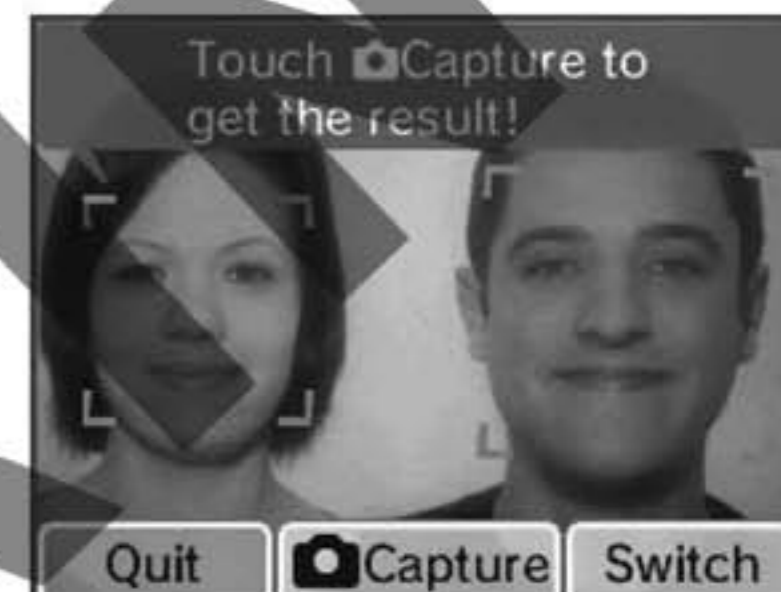 Touch Capture to
get the result!
Quit
Capture
Switch